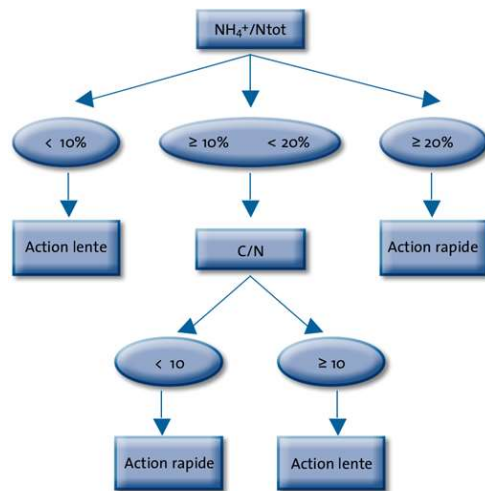 NH₄⁺/Ntot
< 10%
≥ 10% < 20%
≥ 20%
Action lente
C/N
Action rapide
< 10
≥ 10
Action rapide
Action lente